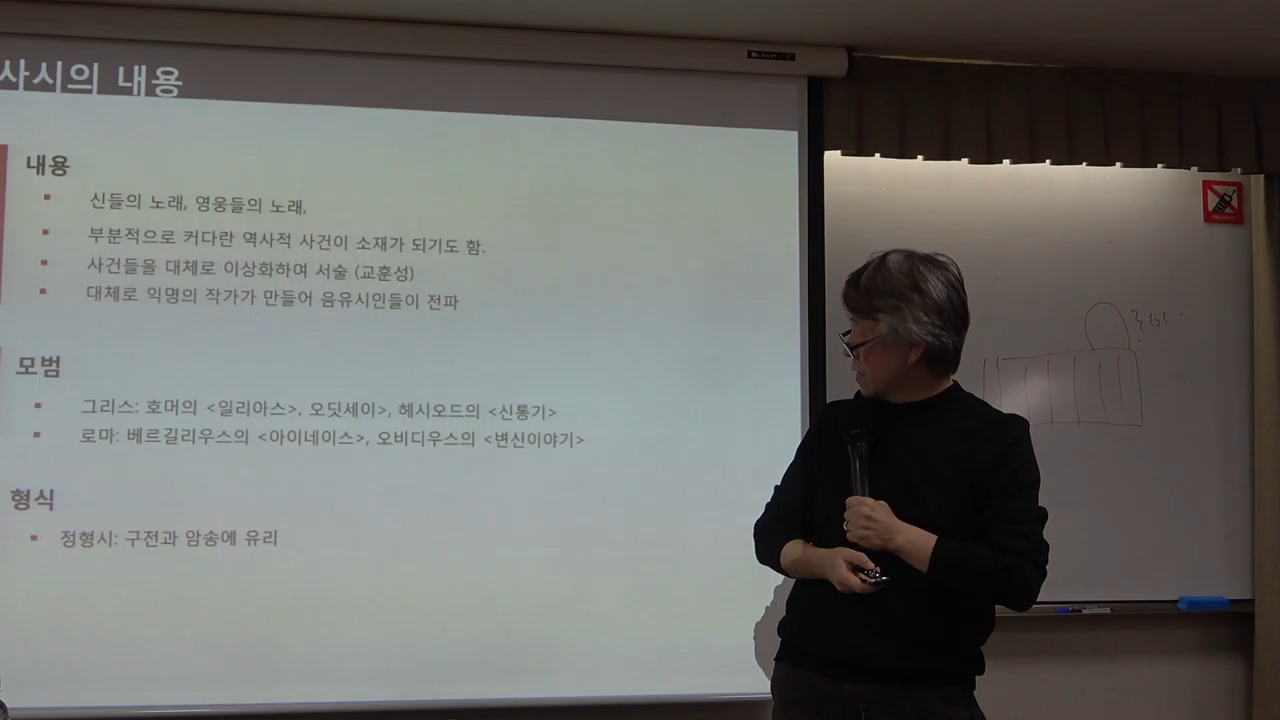 사시의 내용
내용
▪ 신들의 노래, 영웅들의 노래,
▪ 부분적으로 커다란 역사적 사건이 소재가 되기도 함.
▪ 사건들을 대체로 이상화하여 서술 (교훈성)
▪ 대체로 익명의 작가가 만들어 음유시인들이 전파
모범
▪ 그리스: 호머의 <일리아스>, 오딧세이>, 헤시오드의 <신통기>
▪ 로마: 베르길리우스의 <아이네이스>, 오비디우스의 <변신이야기>
형식
▪ 정형시: 구전과 암송에 유리